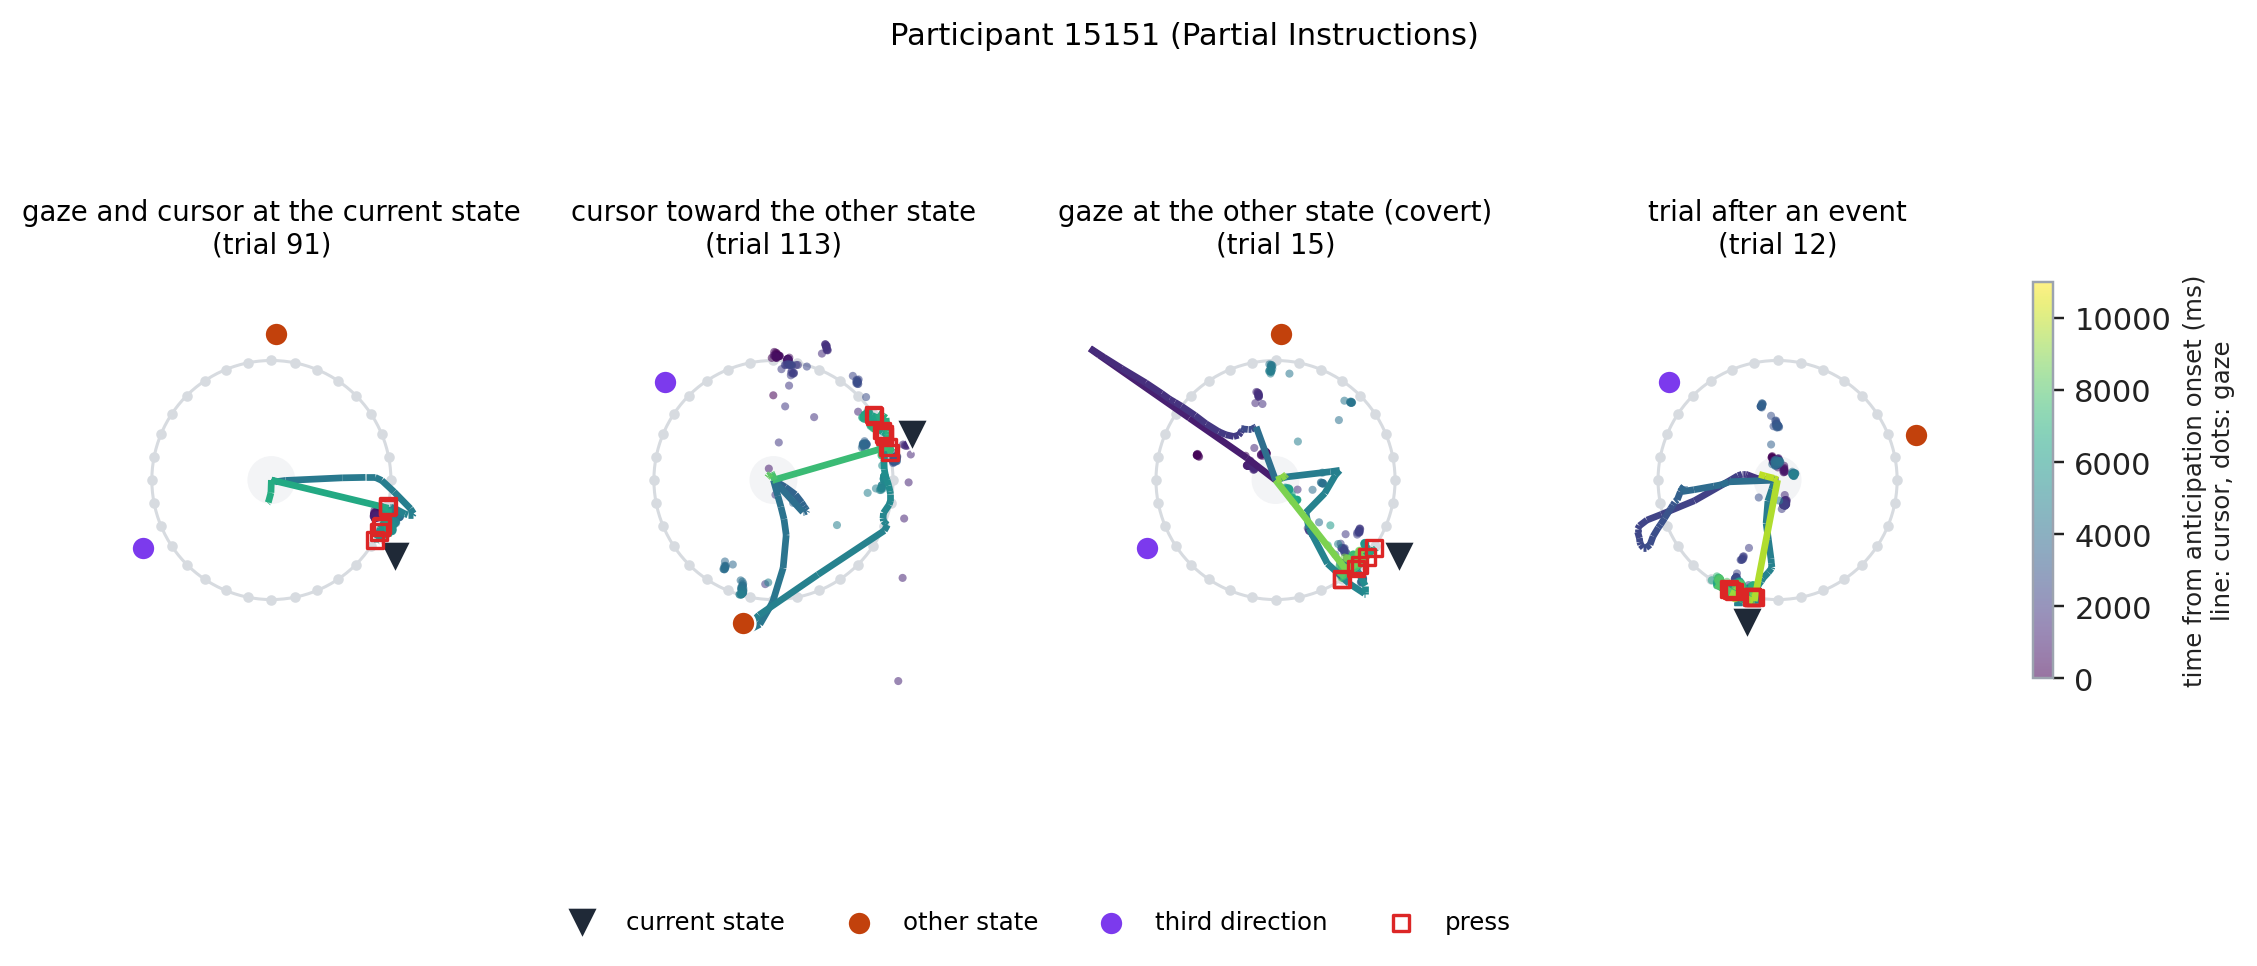 Participant 15151 (Partial Instructions)
gaze and cursor at the current state
(trial 91)
cursor toward the other state
(trial 113)
gaze at the other state (covert)
(trial 15)
trial after an event
(trial 12)
10000
8000
6000
4000
2000
0
time from anticipation onset (ms)
line: cursor, dots: gaze
current state
other state
third direction
press